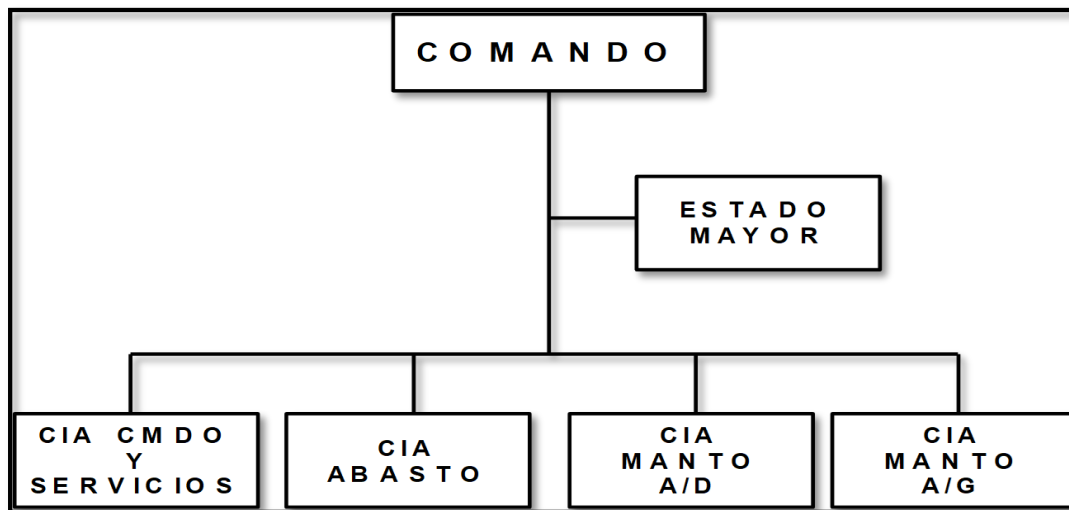 COMANDO
ESTADO
MAYOR
CIA CMDO
Y
SERVICIOS
CIA
ABASTO
CIA
MANTO
A/D
CIA
MANTO
A/G